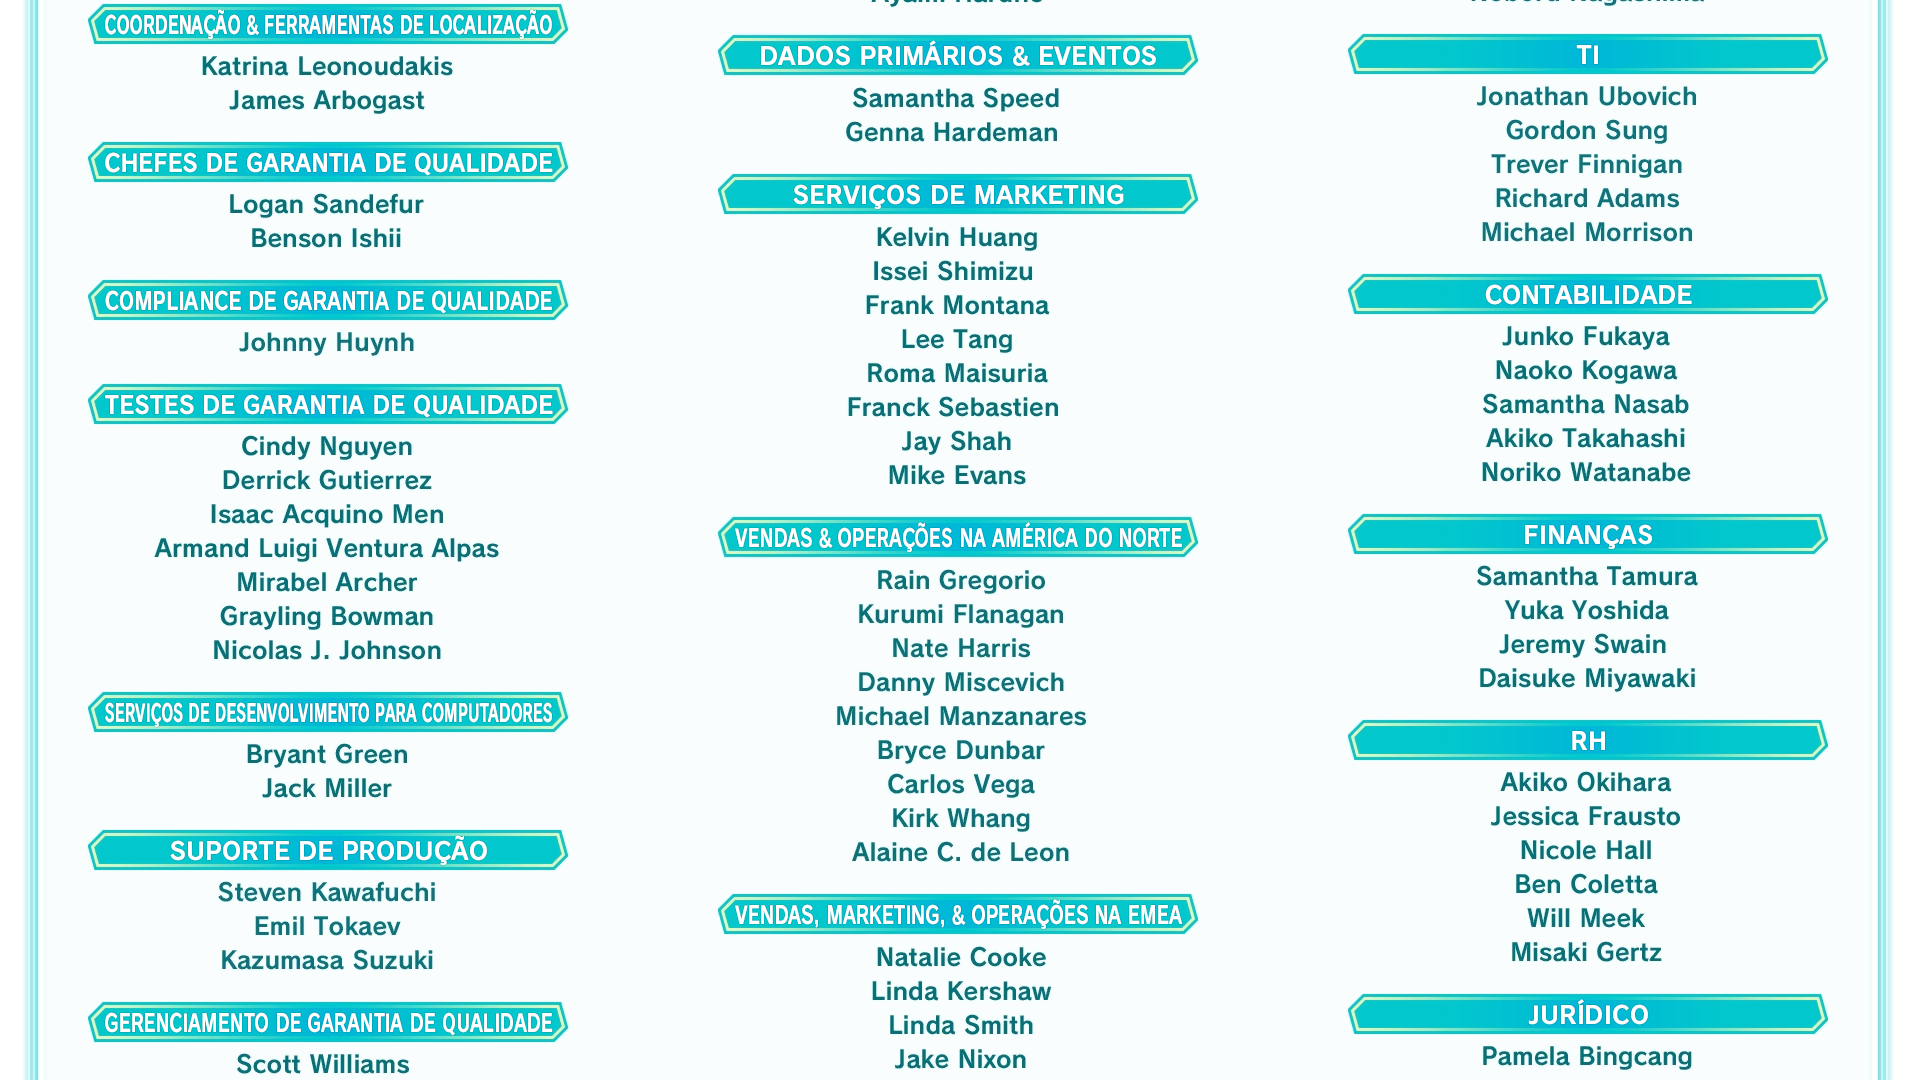 COORDENAÇÃO & FERRAMENTAS DE LOCALIZAÇÃO
Katrina Leonoudakis
James Arbogast
CHEFES DE GARANTIA DE QUALIDADE
Logan Sandefur
Benson Ishii
COMPLIANCE DE GARANTIA DE QUALIDADE
Johnny Huynh
TESTES DE GARANTIA DE QUALIDADE
Cindy Nguyen
Derrick Gutierrez
Isaac Acquino Men
Armand Luigi Ventura Alpas
Mirabel Archer
Grayling Bowman
Nicolas J. Johnson
SERVIÇOS DE DESENVOLVIMENTO PARA COMPUTADORES
Bryant Green
Jack Miller
SUPORTE DE PRODUÇÃO
Steven Kawafuchi
Emil Tokaev
Kazumasa Suzuki
GERENCIAMENTO DE GARANTIA DE QUALIDADE
Scott Williams
DADOS PRIMÁRIOS & EVENTOS
Samantha Speed
Genna Hardeman
SERVIÇOS DE MARKETING
Kelvin Huang
Issei Shimizu
Frank Montana
Lee Tang
Roma Maisuria
Franck Sebastien
Jay Shah
Mike Evans
VENDAS & OPERAÇÕES NA AMÉRICA DO NORTE
Rain Gregorio
Kurumi Flanagan
Nate Harris
Danny Miscevich
Michael Manzanares
Bryce Dunbar
Carlos Vega
Kirk Whang
Alaine C. de Leon
VENDAS, MARKETING, & OPERAÇÕES NA EMEA
Natalie Cooke
Linda Kershaw
Linda Smith
Jake Nixon
TI
Jonathan Ubovich
Gordon Sung
Trever Finnigan
Richard Adams
Michael Morrison
CONTABILIDADE
Junko Fukaya
Naoko Kogawa
Samantha Nasab
Akiko Takahashi
Noriko Watanabe
FINANÇAS
Samantha Tamura
Yuka Yoshida
Jeremy Swain
Daisuke Miyawaki
RH
Akiko Okihara
Jessica Frausto
Nicole Hall
Ben Coletta
Will Meek
Misaki Gertz
JURÍDICO
Pamela Bingcang